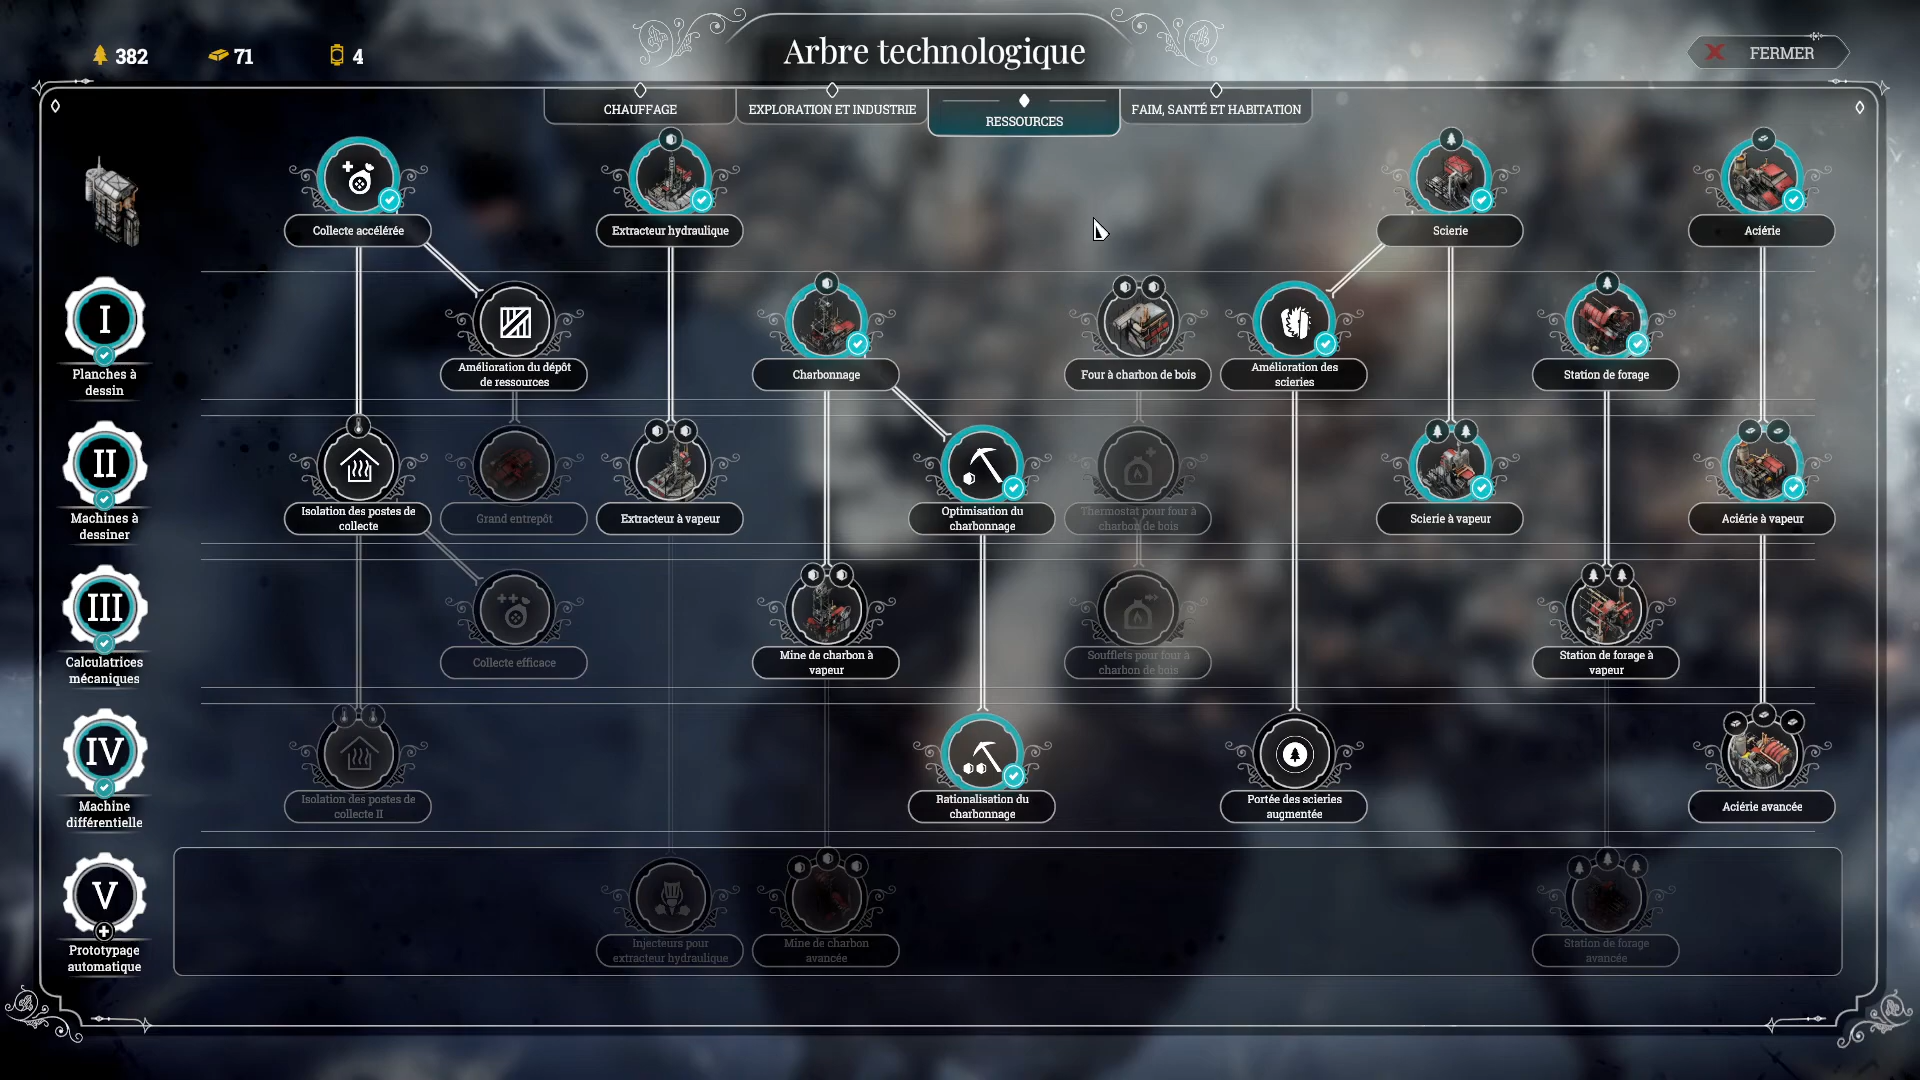 382
71
4
Arbre technologique
FERMER
CHAUFFAGE
EXPLORATION ET INDUSTRIE
RESSOURCES
FAIM, SANTÉ ET HABITATION
Collecte accélérée
Extracteur hydraulique
Scierie
Aciérie
I
Planches à
dessin
Amélioration du dépôt
de ressources
Charbonnage
Four à charbon de bois
Amélioration des
scieries
Station de forage
II
Machines à
dessiner
Isolation des postes de
collecte
Grand entrepôt
Extracteur à vapeur
Optimisation du
charbonnage
Thermostat pour four à
charbon de bois
Scierie à vapeur
Aciérie à vapeur
III
Calculatrices
mécaniques
Collecte efficace
Mine de charbon à
vapeur
Soufflets pour four à
charbon de bois
Station de forage à
vapeur
IV
Machine
différentielle
Isolation des postes de
collecte II
Rationalisation du
charbonnage
Portée des scieries
augmentée
Aciérie avancée
V
Prototypage
automatique
Injecteurs pour
extracteur hydraulique
Mine de charbon
avancée
Station de forage
avancée